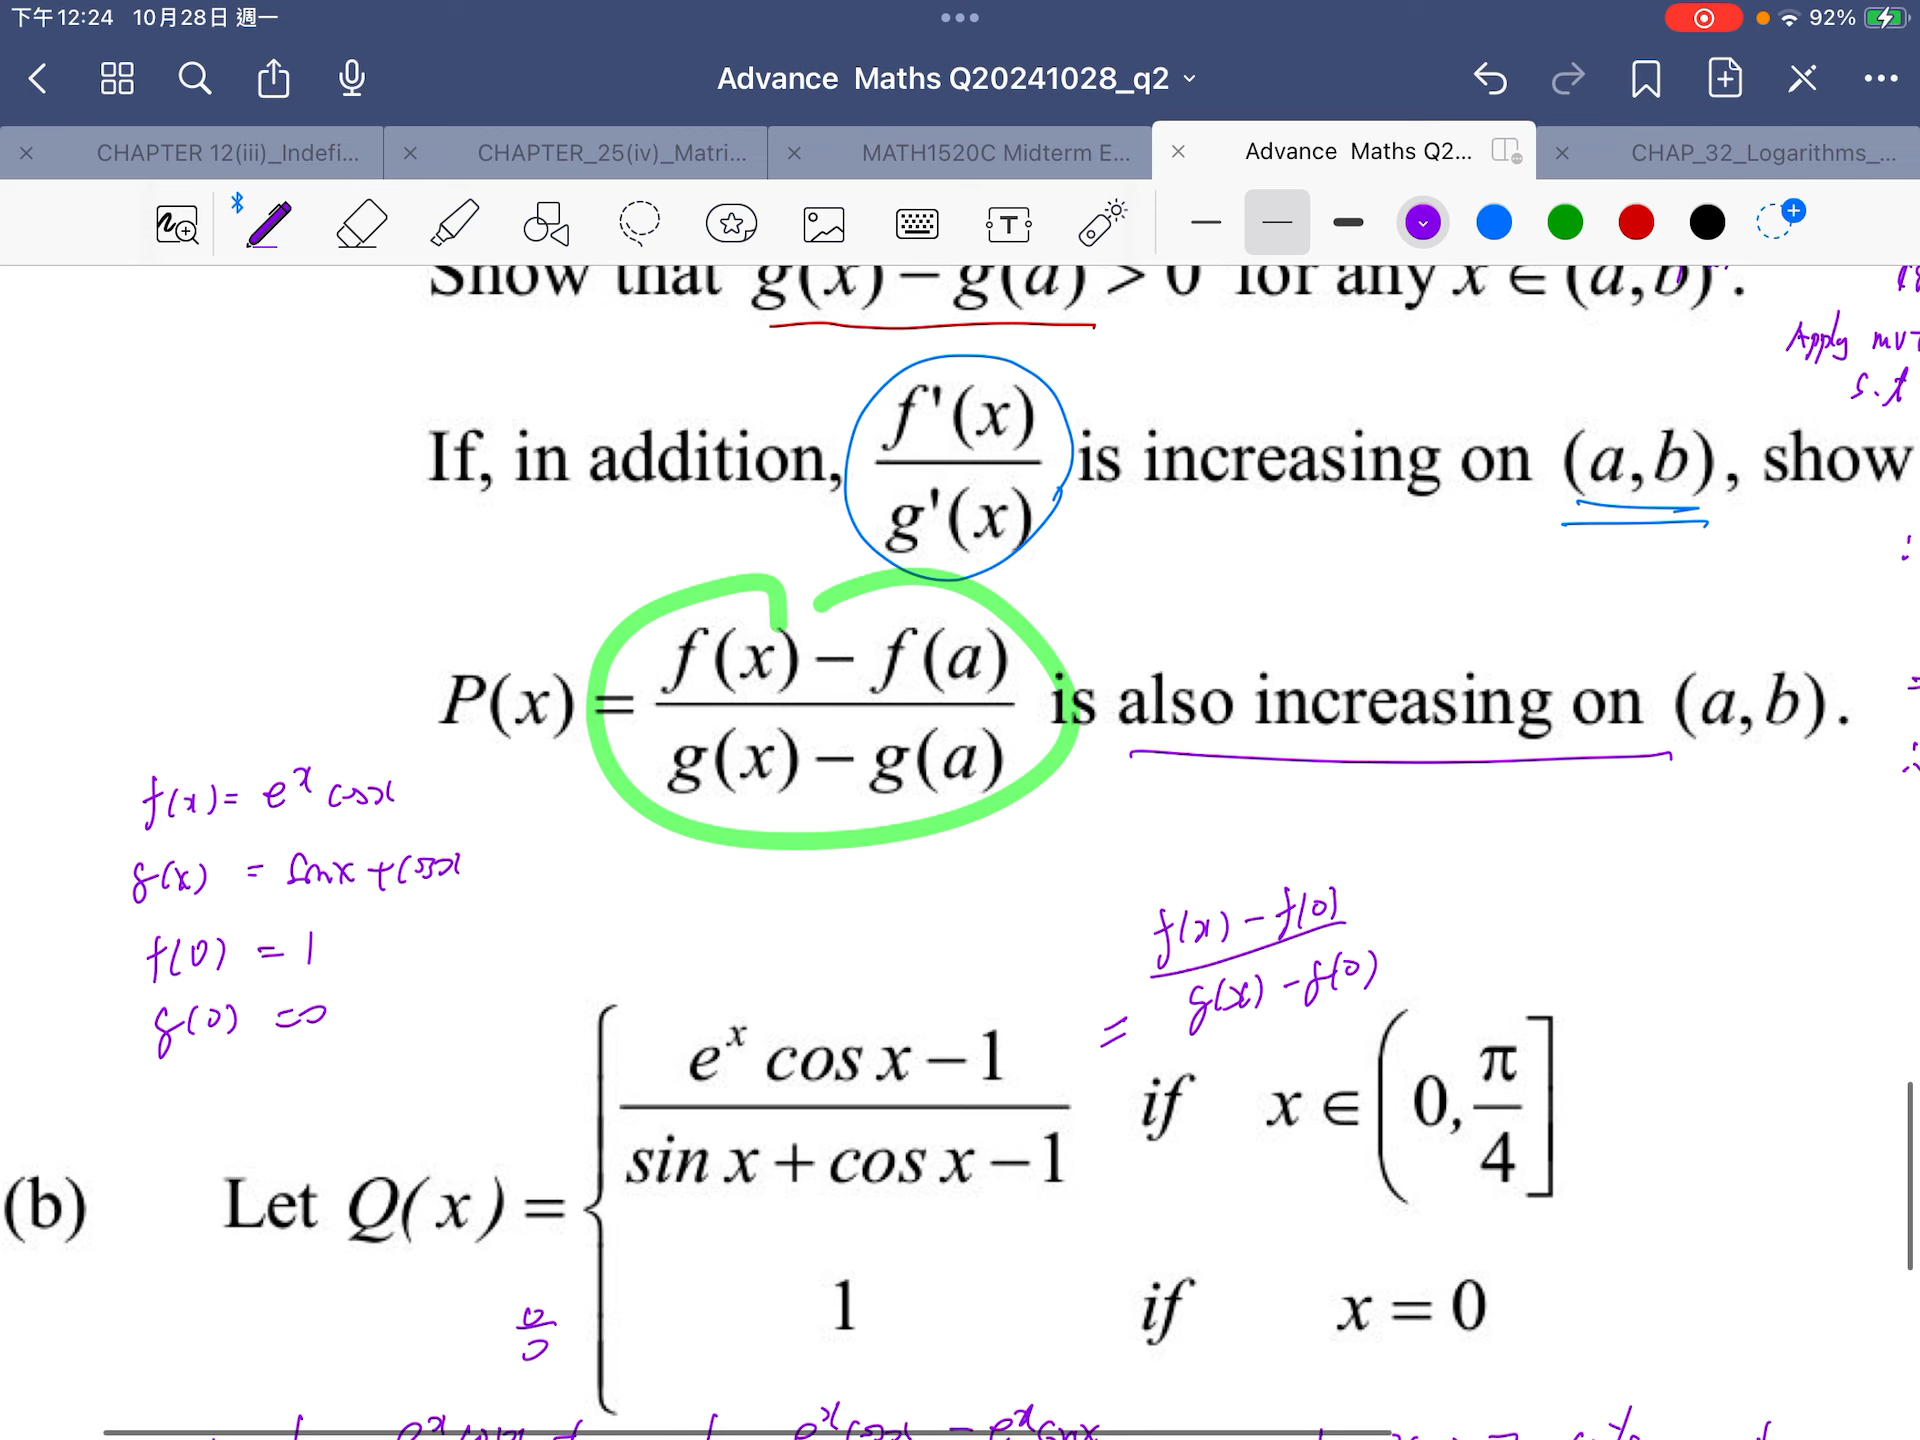 下午12:24 10月28日 週一
92%
Advance Maths Q20241028_q2
CHAPTER 12(iii)_Indefi...
CHAPTER_25(iv)_Matri...
MATH1520C Midterm E...
Advance Maths Q2...
CHAP_32_Logarithms_...
Show that g(x) − g(a) > 0 for any x ∈ (a,b).
Apply MVT
s.t
If, in addition, f'(x)/g'(x) is increasing on (a,b), show
P(x) = (f(x) − f(a))/(g(x) − g(a)) is also increasing on (a,b).
f(x) = e^x cosx
g(x) = sinx + cosx
f(0) = 1
= (f(x) − f(0))/(g(x) − g(0))
(b) Let Q(x) = { (e^x cos x − 1)/(sin x + cos x − 1) if x ∈ (0, π/4]
1 if x = 0
0/0